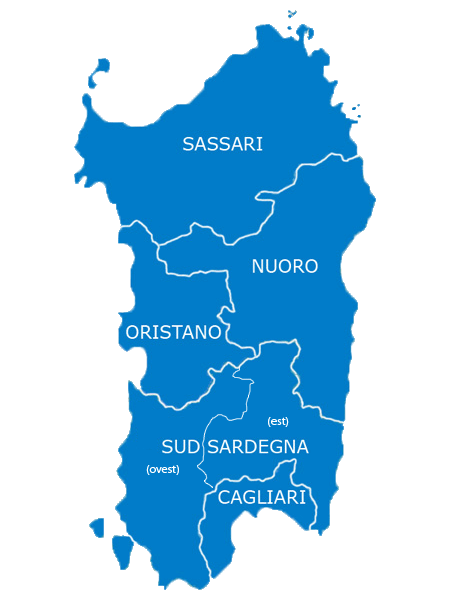 SASSARI
NUORO
ORISTANO
(est)
SUD SARDEGNA
(ovest)
CAGLIARI